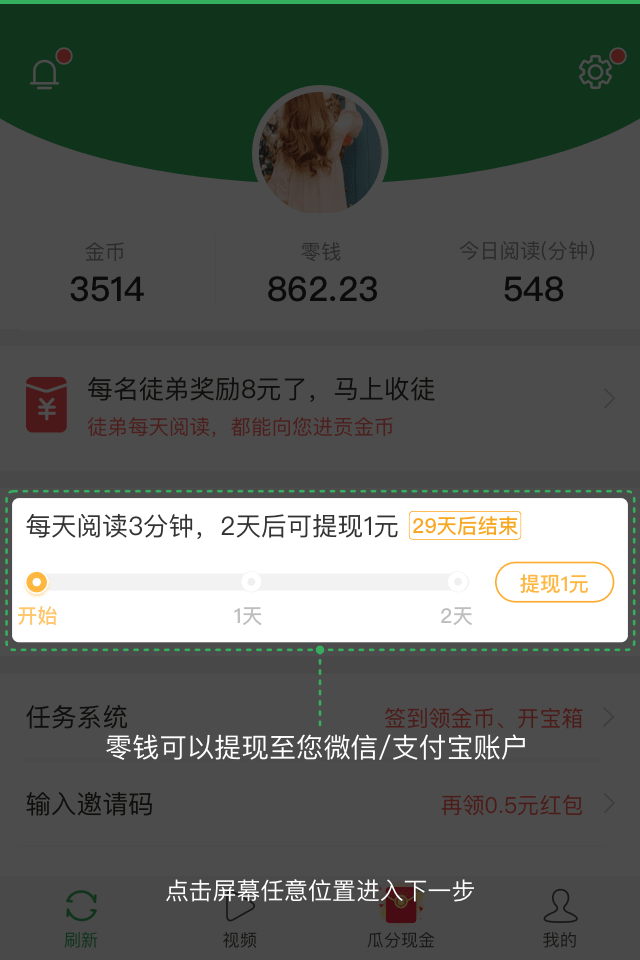 金币
零钱
今日阅读(分钟)
3514
862.23
548
每名徒弟奖励8元了，马上收徒
徒弟每天阅读，都能向您进贡金币
每天阅读3分钟，2天后可提现1元 29天后结束
提现1元
开始
1天
2天
任务系统
签到领金币、开宝箱
零钱可以提现至您微信/支付宝账户
输入邀请码
再领0.5元红包
点击屏幕任意位置进入下一步
刷新
视频
瓜分现金
我的